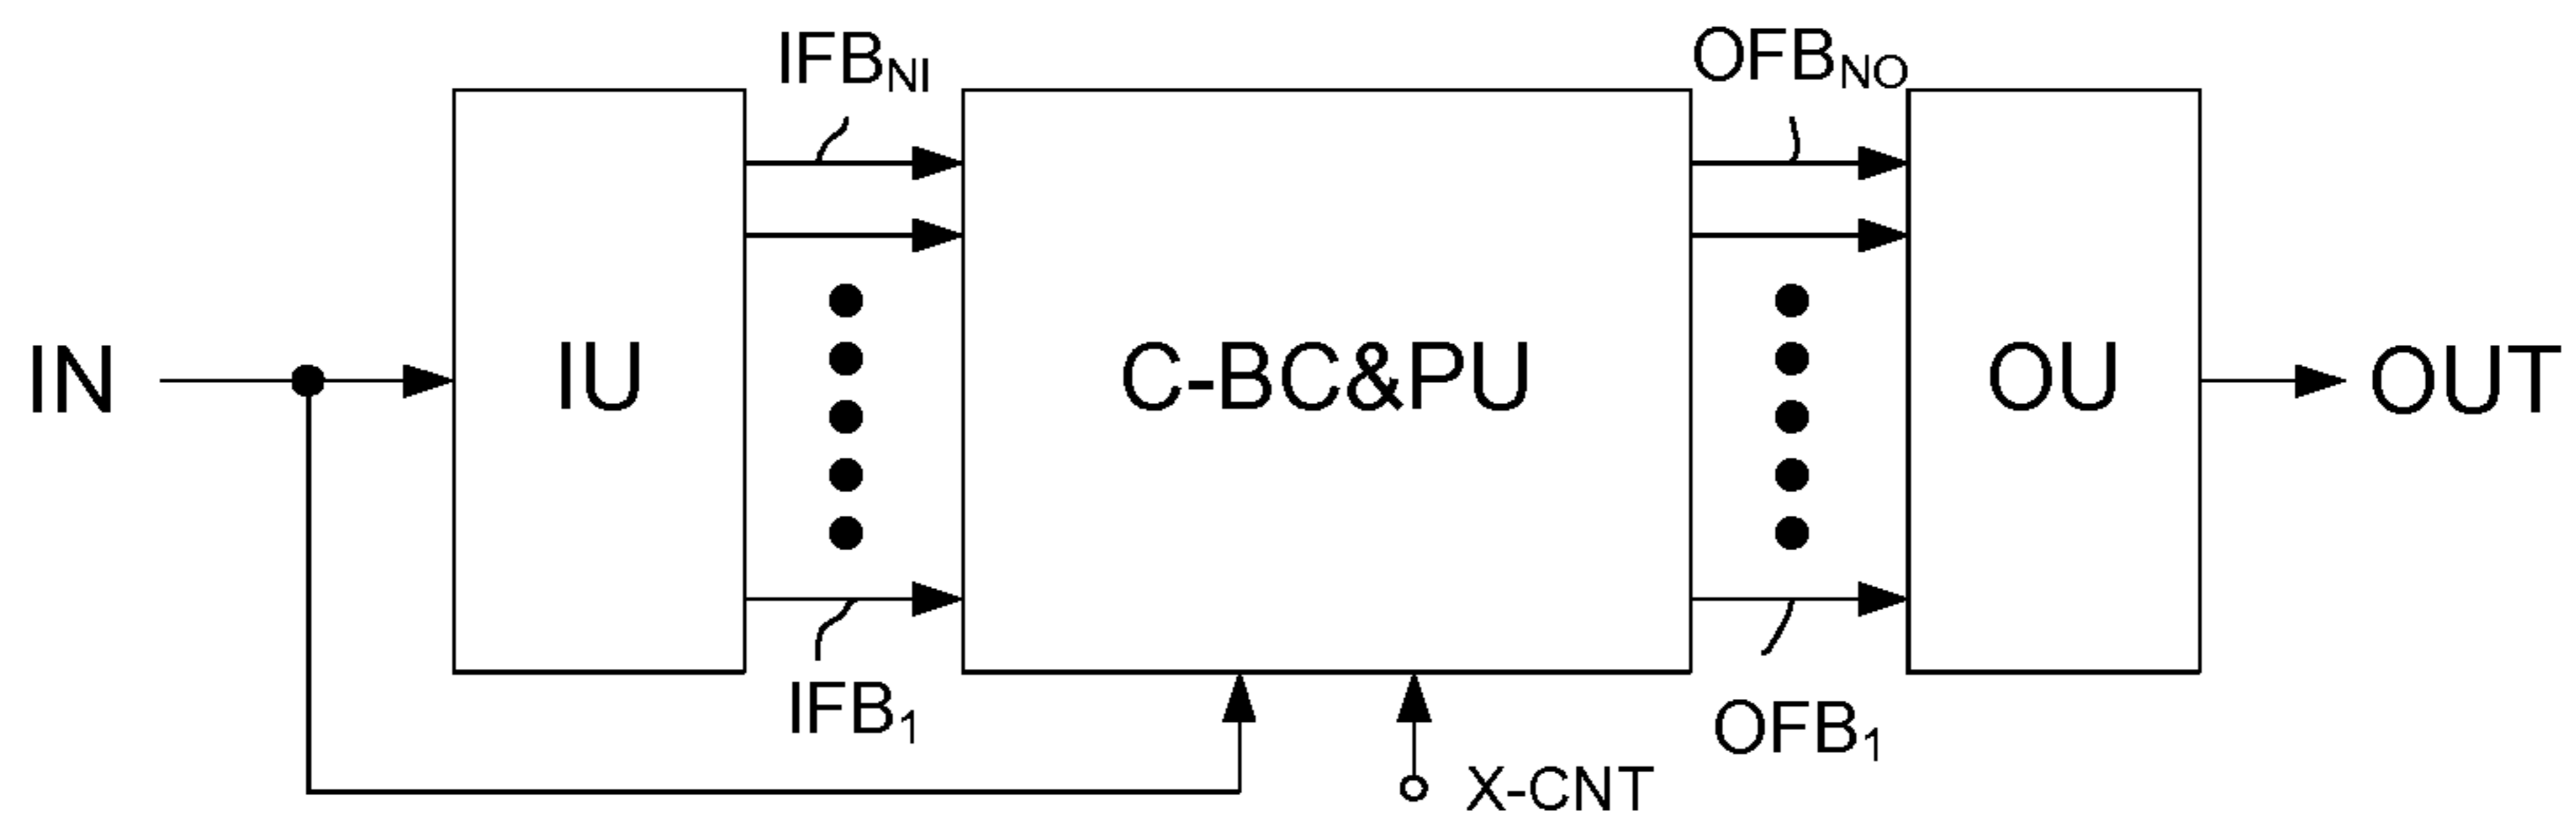 IFB_NI
OFB_NO
IN
IU
C-BC&PU
OU
OUT
IFB_1
OFB_1
X-CNT